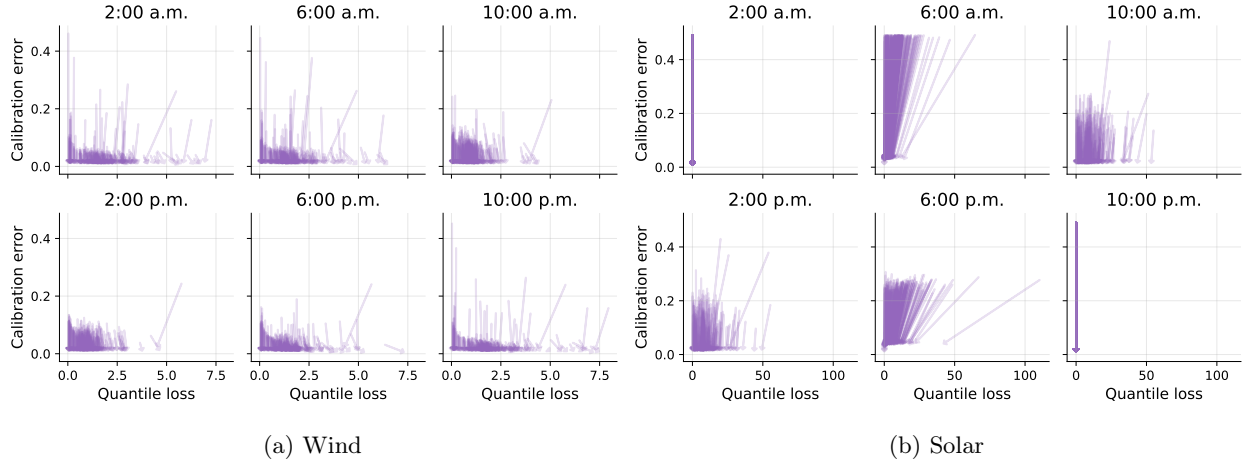 2:00 a.m. 6:00 a.m. 10:00 a.m. 2:00 a.m. 6:00 a.m. 10:00 a.m.
Calibration error
0.4
0.2
0.0
Calibration error
0.4
0.2
0.0
2:00 p.m. 6:00 p.m. 10:00 p.m. 2:00 p.m. 6:00 p.m. 10:00 p.m.
Calibration error
0.4
0.2
0.0
Calibration error
0.4
0.2
0.0
0.0 2.5 5.0 7.5 0.0 2.5 5.0 7.5 0.0 2.5 5.0 7.5 0 50 100 0 50 100 0 50 100
Quantile loss Quantile loss Quantile loss Quantile loss Quantile loss Quantile loss
(a) Wind (b) Solar